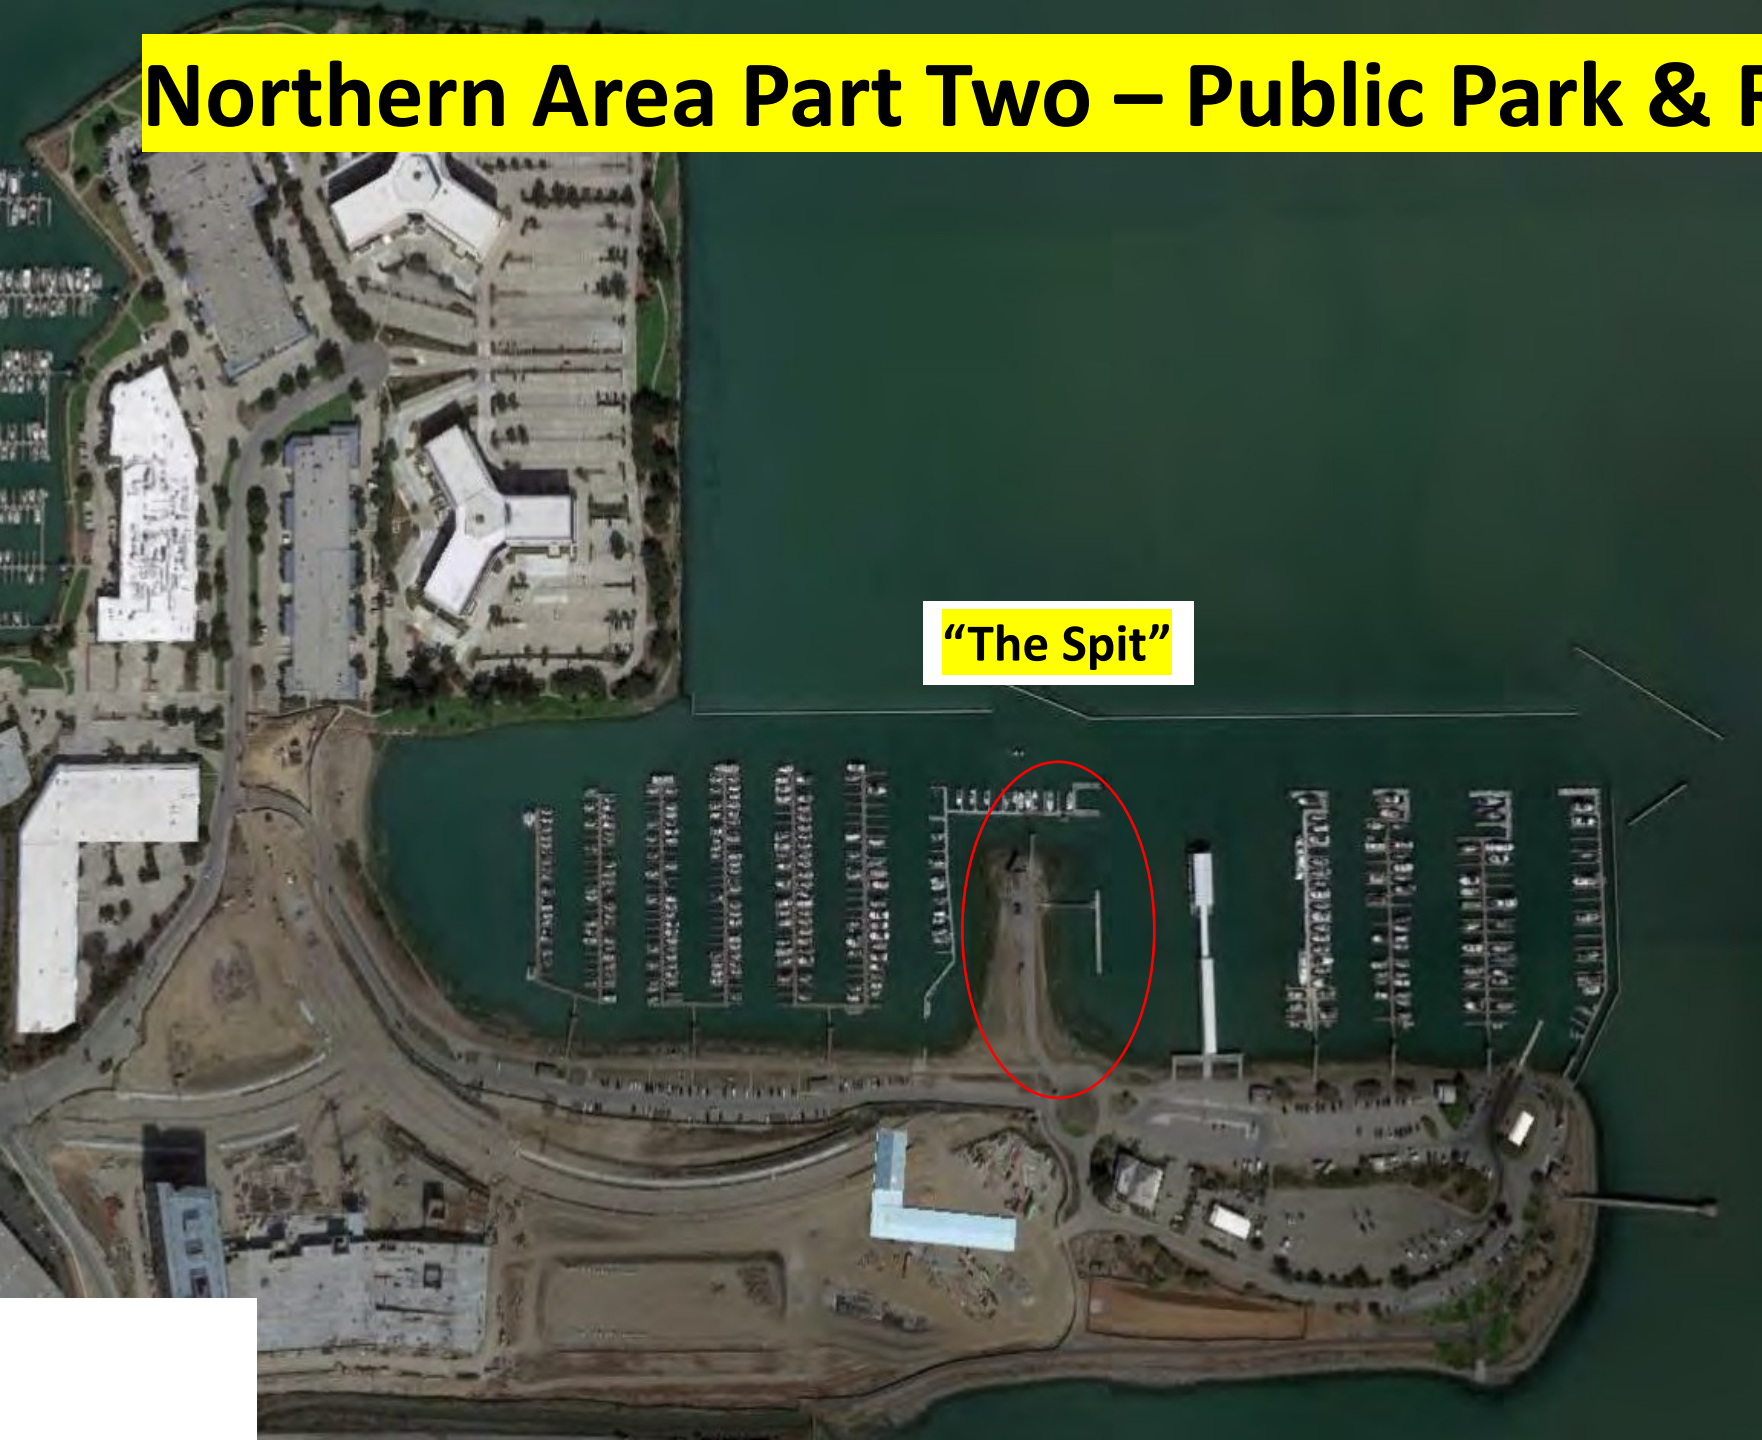 Northern Area Part Two – Public Park &
“The Spit”